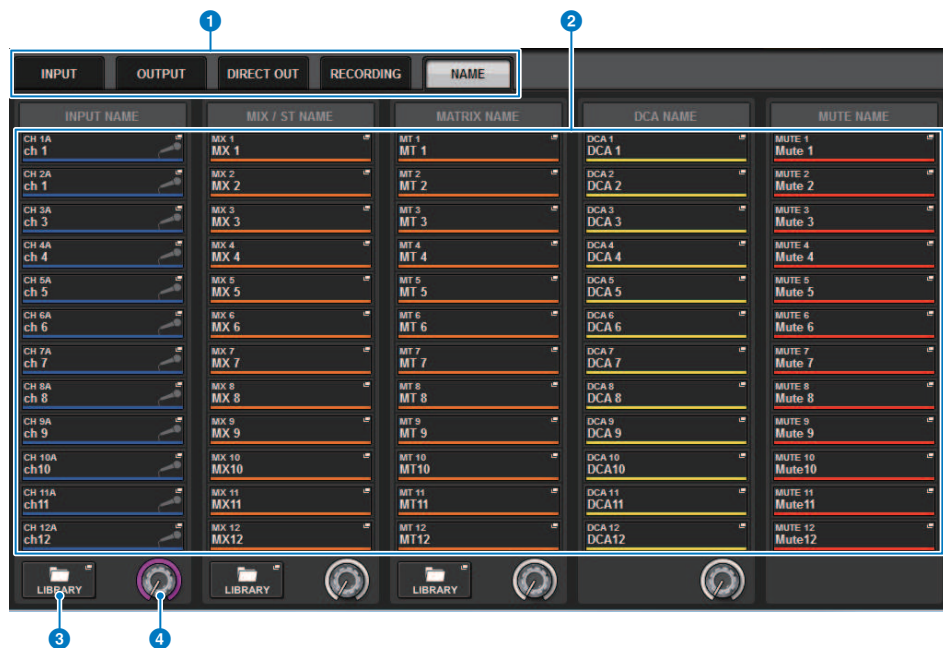 1 2
INPUT OUTPUT DIRECT OUT RECORDING NAME
INPUT NAME MIX / ST NAME MATRIX NAME DCA NAME MUTE NAME
CH 1A MX 1 MT 1 DCA 1 MUTE 1
ch 1 MX 1 MT 1 DCA 1 Mute 1
CH 2A MX 2 MT 2 DCA 2 MUTE 2
ch 1 MX 2 MT 2 DCA 2 Mute 2
CH 3A MX 3 MT 3 DCA 3 MUTE 3
ch 3 MX 3 MT 3 DCA 3 Mute 3
CH 4A MX 4 MT 4 DCA 4 MUTE 4
ch 4 MX 4 MT 4 DCA 4 Mute 4
CH 5A MX 5 MT 5 DCA 5 MUTE 5
ch 5 MX 5 MT 5 DCA 5 Mute 5
CH 6A MX 6 MT 6 DCA 6 MUTE 6
ch 6 MX 6 MT 6 DCA 6 Mute 6
CH 7A MX 7 MT 7 DCA 7 MUTE 7
ch 7 MX 7 MT 7 DCA 7 Mute 7
CH 8A MX 8 MT 8 DCA 8 MUTE 8
ch 8 MX 8 MT 8 DCA 8 Mute 8
CH 9A MX 9 MT 9 DCA 9 MUTE 9
ch 9 MX 9 MT 9 DCA 9 Mute 9
CH 10A MX 10 MT 10 DCA 10 MUTE 10
ch10 MX10 MT10 DCA10 Mute10
CH 11A MX 11 MT 11 DCA 11 MUTE 11
ch11 MX11 MT11 DCA11 Mute11
CH 12A MX 12 MT 12 DCA 12 MUTE 12
ch12 MX12 MT12 DCA12 Mute12
LIBRARY LIBRARY LIBRARY
3 4